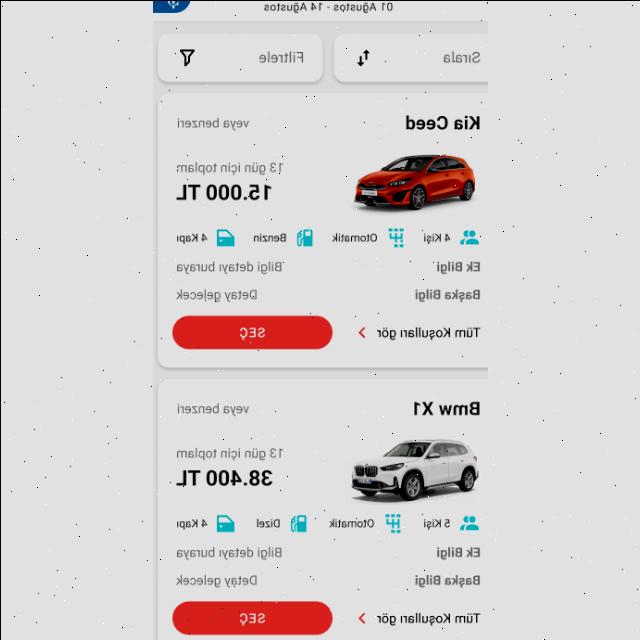 01 Ağustos - 14 Ağustos
Sırala
Filtrele
Kia Ceed
veya benzeri
13 gün için toplam
15.000 TL
4 Kişi
Otomatik
Benzin
4 Kapı
Ek Bilgi
Bilgi detayı buraya
Başka Bilgi
Detay gelecek
Tüm Koşulları gör
SEÇ
Bmw X1
veya benzeri
13 gün için toplam
38.400 TL
5 Kişi
Otomatik
Dizel
4 Kapı
Ek Bilgi
Bilgi detayı buraya
Başka Bilgi
Detay gelecek
Tüm Koşulları gör
SEÇ